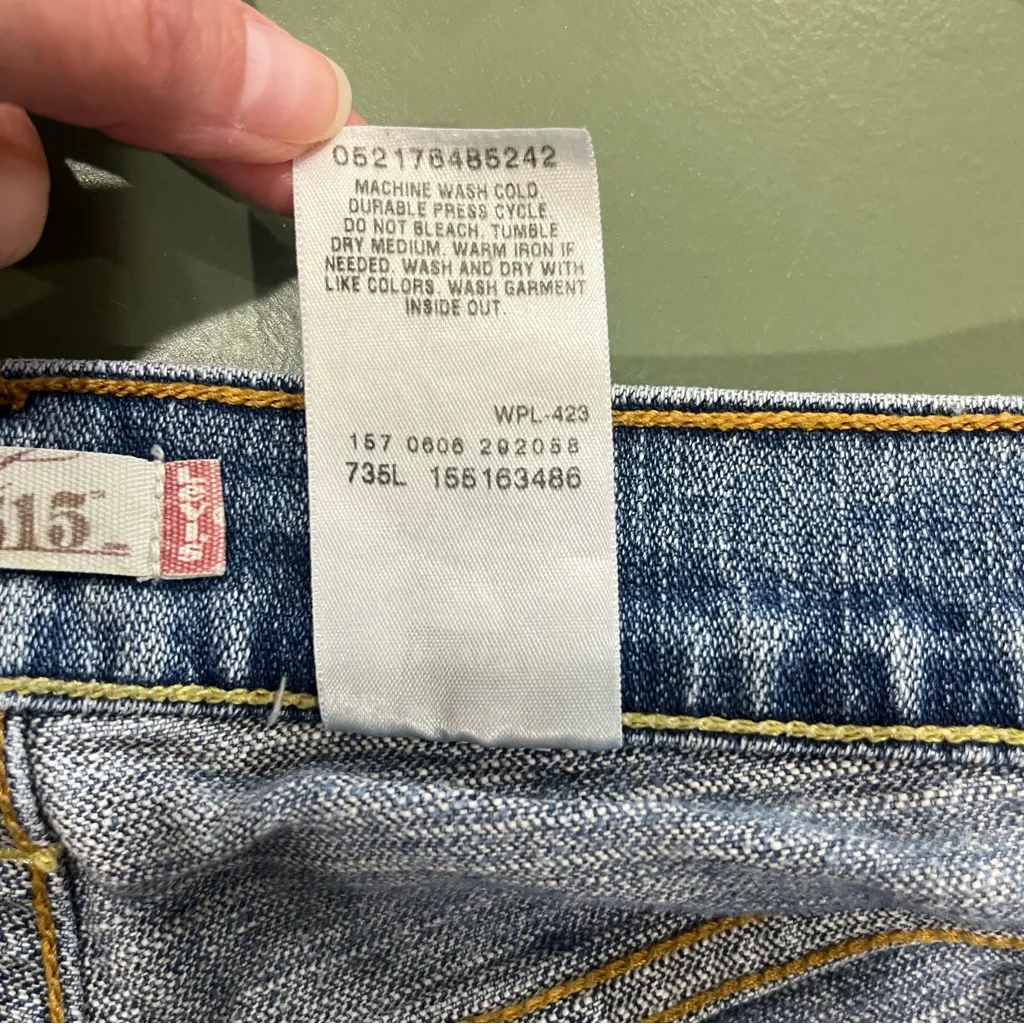 052176485242
MACHINE WASH COLD
DURABLE PRESS CYCLE.
DO NOT BLEACH. TUMBLE
DRY MEDIUM. WARM IRON IF
NEEDED. WASH AND DRY WITH
LIKE COLORS. WASH GARMENT
INSIDE OUT.
WPL-423
157 0606 292058
735L 155163486
515
Levi's